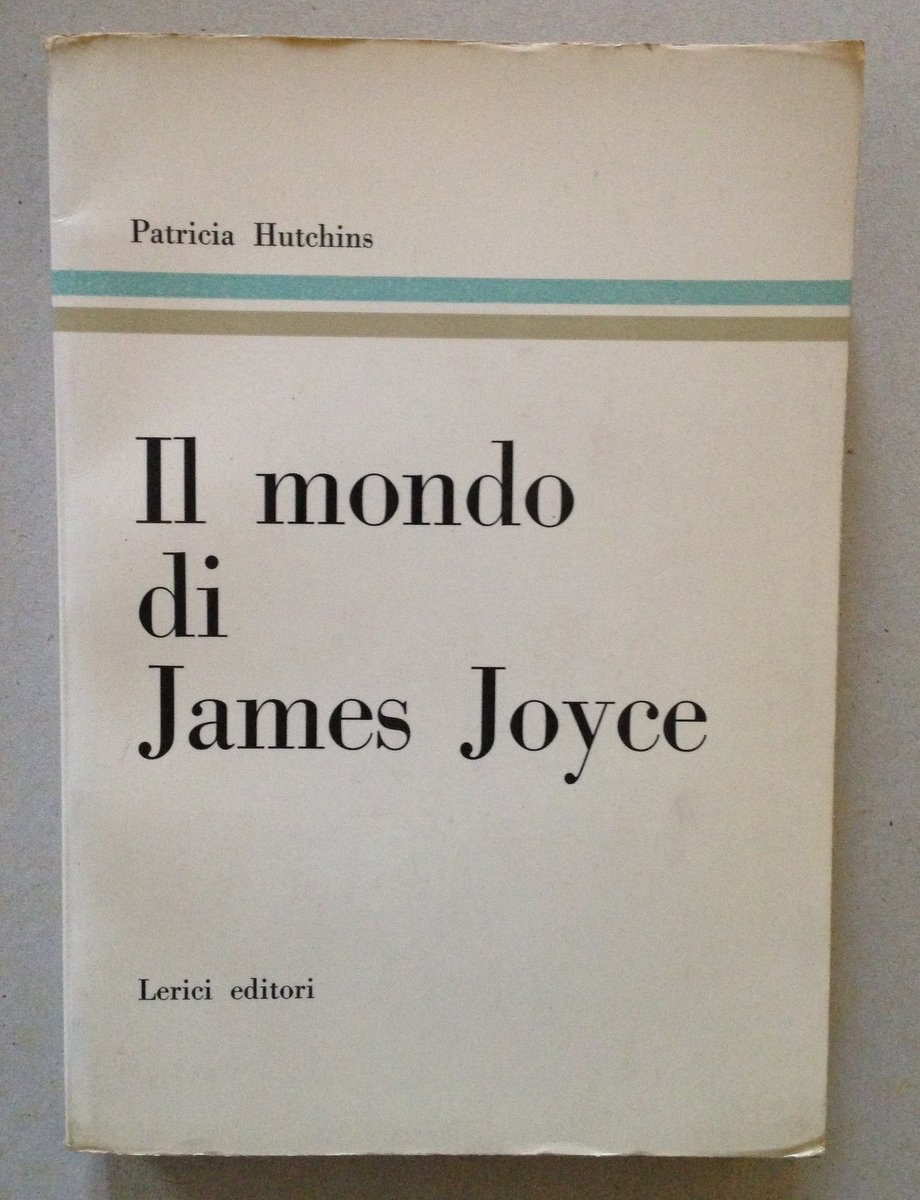 Patricia Hutchins
Il mondo
di
James Joyce
Lerici editori